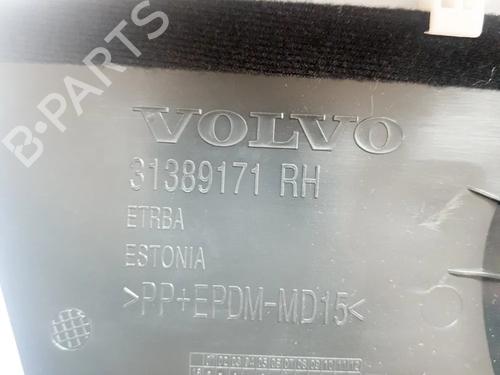 B-PARTS
VOLVO
31389171 RH
ETRBA
ESTONIA
>PP+EPDM-MD15<